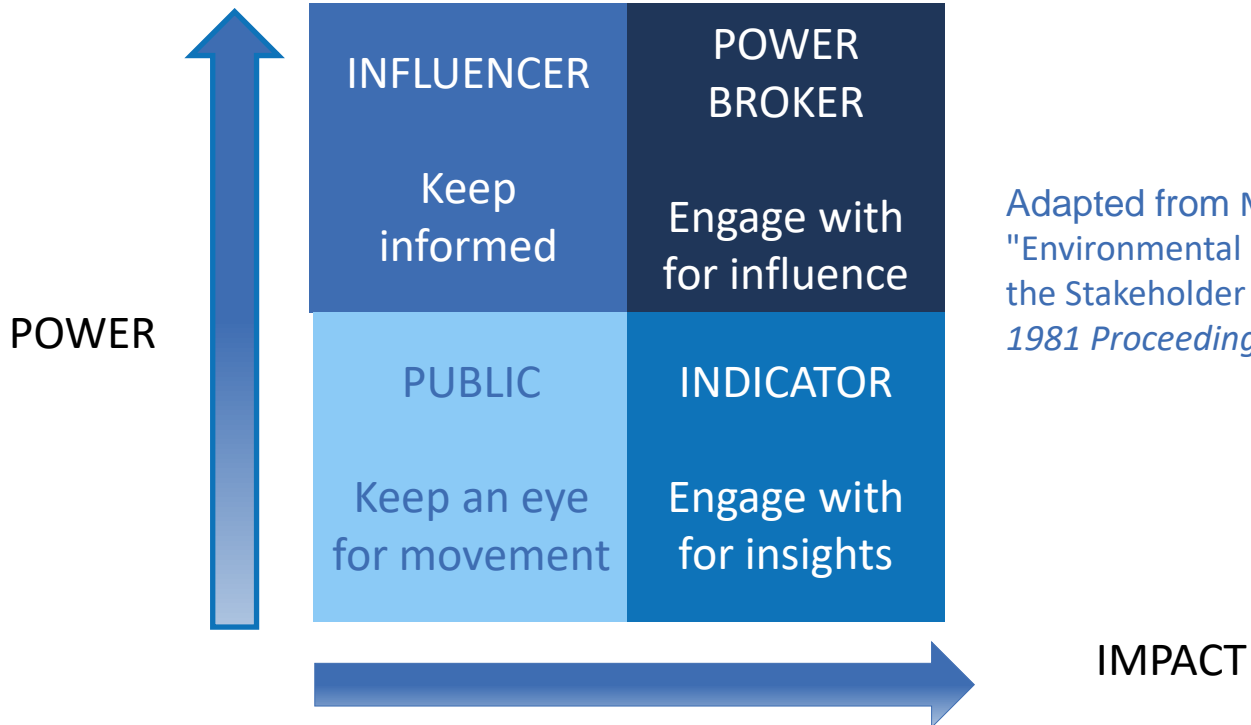 INFLUENCER
Keep
informed
POWER
BROKER
Engage with
for influence
Adapted from
"Environmental
the Stakeholder
1981 Proceeding
POWER
PUBLIC
Keep an eye
for movement
INDICATOR
Engage with
for insights
IMPACT